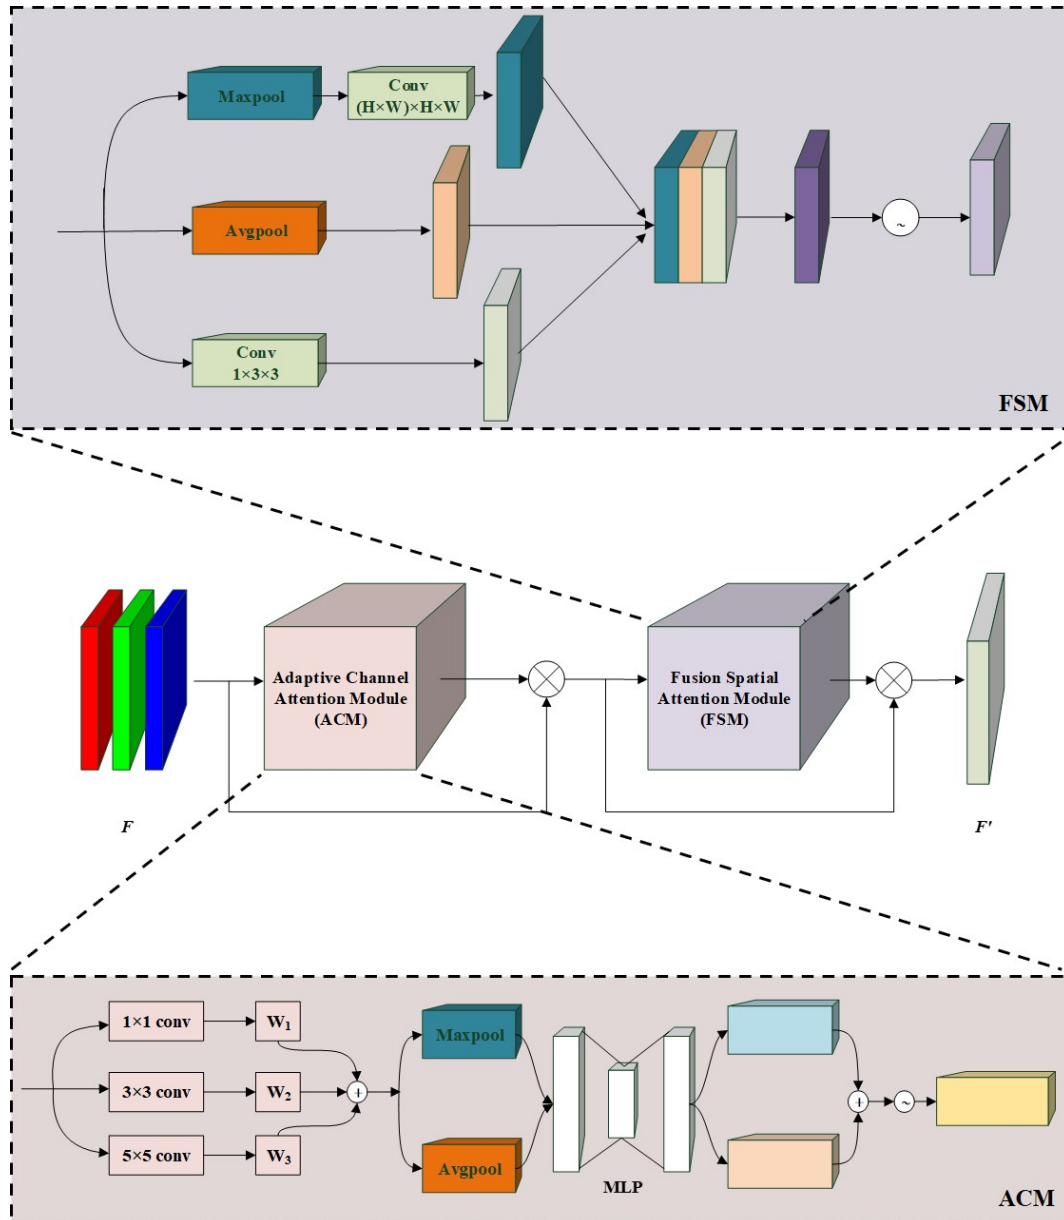 Maxpool
Conv
(H×W)×H×W
Avgpool
~
Conv
1×3×3
FSM
Adaptive Channel
Attention Module
(ACM)
Fusion Spatial
Attention Module
(FSM)
F
F'
1×1 conv
W1
Maxpool
3×3 conv
W2
+
+
~
5×5 conv
W3
Avgpool
MLP
ACM